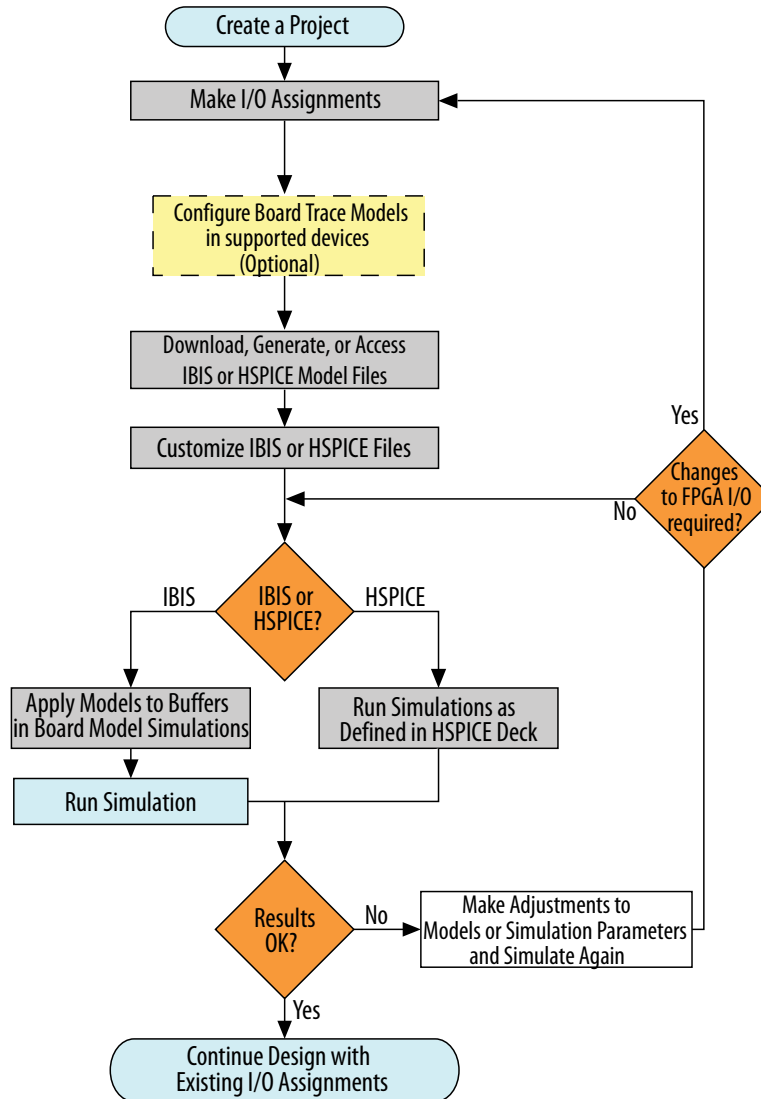 Create a Project
Make I/O Assignments
Configure Board Trace Models
in supported devices
(Optional)
Download, Generate, or Access
IBIS or HSPICE Model Files
Customize IBIS or HSPICE Files
Yes
Changes
to FPGA I/O
required?
No
IBIS or
HSPICE?
IBIS
HSPICE
Apply Models to Buffers
in Board Model Simulations
Run Simulations as
Defined in HSPICE Deck
Run Simulation
Results
OK?
No
Make Adjustments to
Models or Simulation Parameters
and Simulate Again
Yes
Continue Design with
Existing I/O Assignments